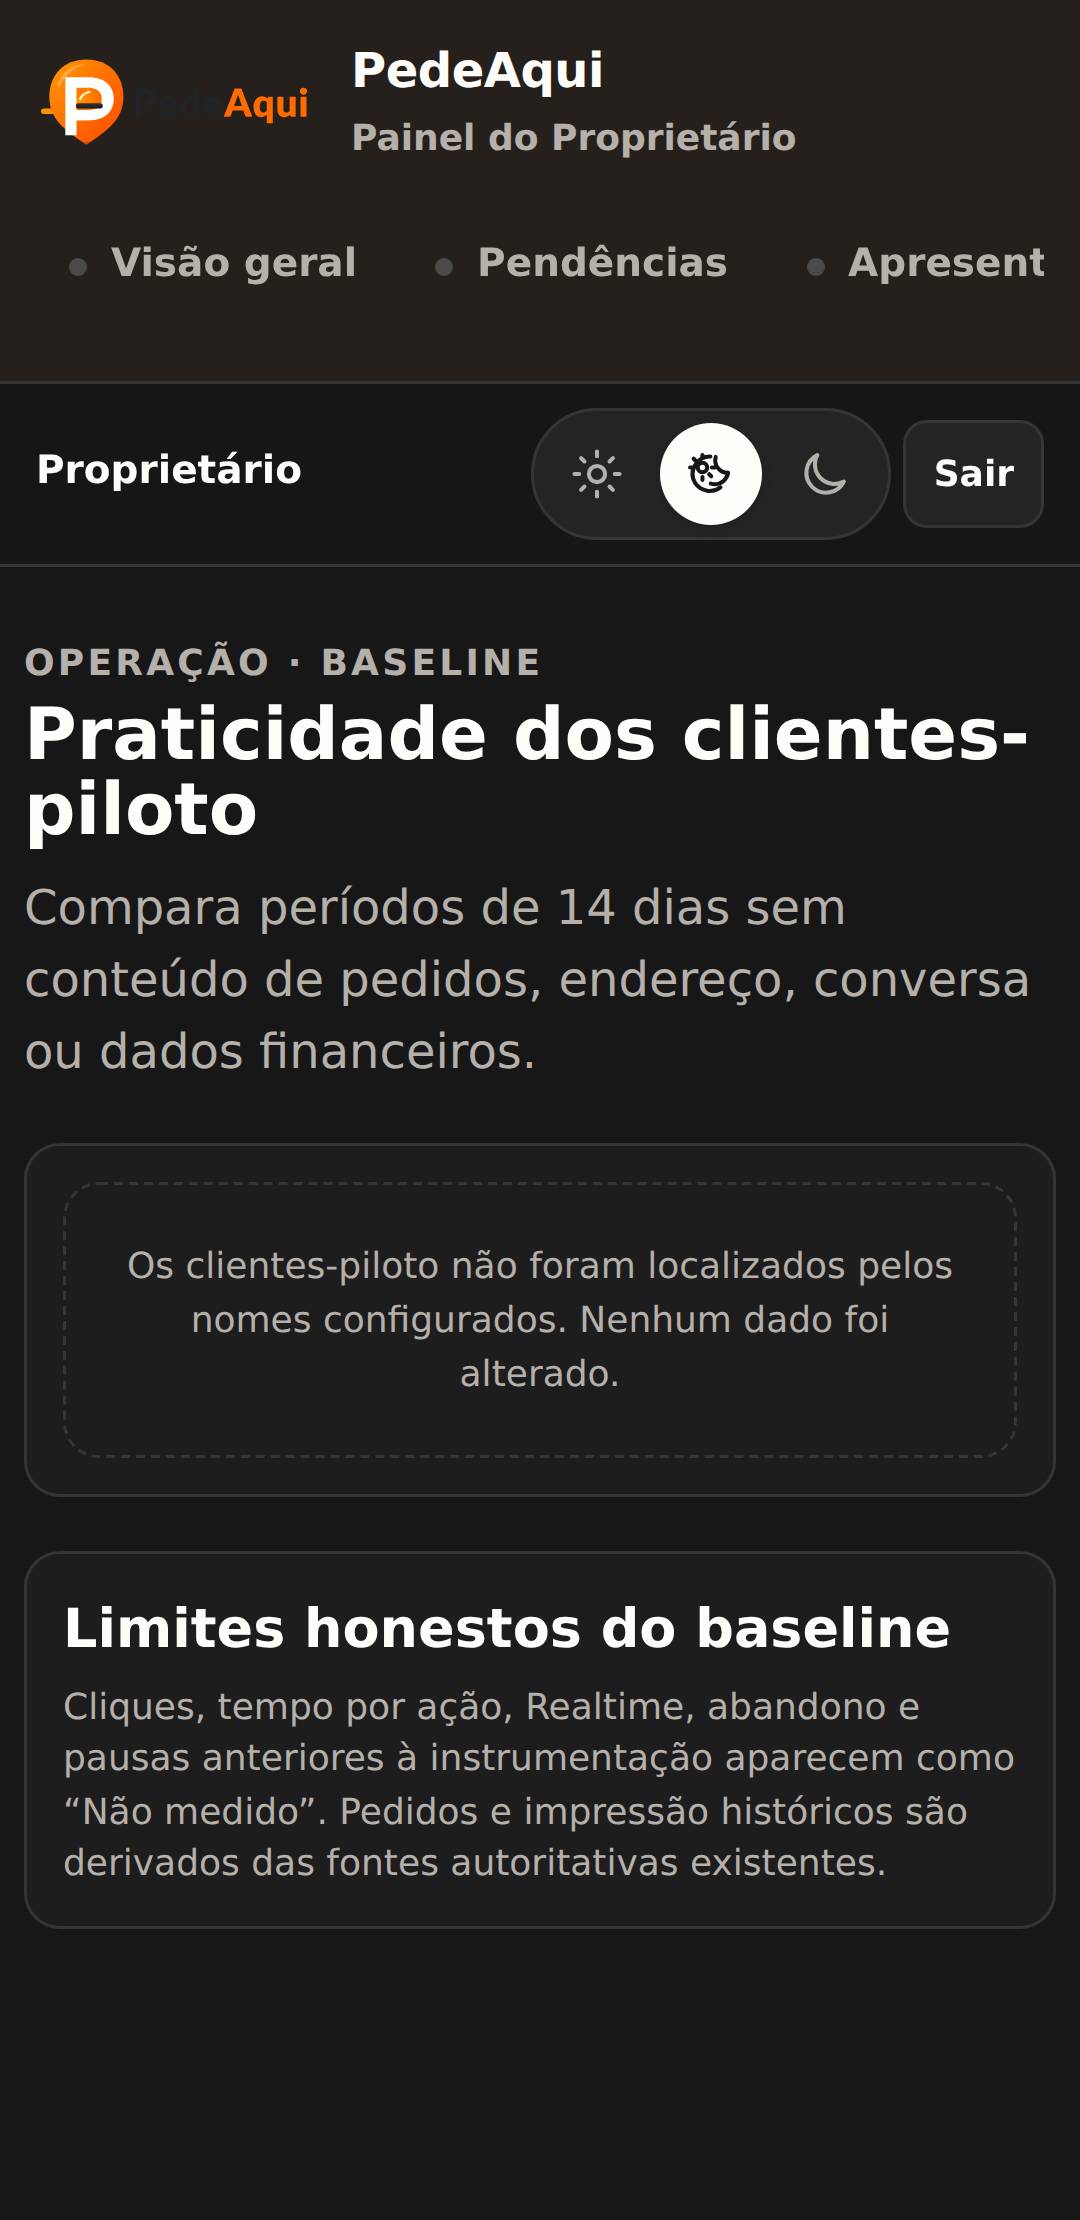 PedeAqui
PedeAqui
Painel do Proprietário
Visão geral
Pendências
Apresent
Proprietário
Sair
OPERAÇÃO · BASELINE
Praticidade dos clientes-
piloto
Compara períodos de 14 dias sem
conteúdo de pedidos, endereço, conversa
ou dados financeiros.
Os clientes-piloto não foram localizados pelos
nomes configurados. Nenhum dado foi
alterado.
Limites honestos do baseline
Cliques, tempo por ação, Realtime, abandono e
pausas anteriores à instrumentação aparecem como
“Não medido”. Pedidos e impressão históricos são
derivados das fontes autoritativas existentes.